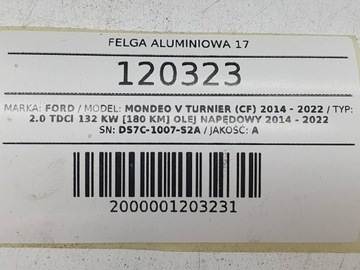 FELGA ALUMINIOWA 17
120323
MARKA: FORD / MODEL: MONDEO V TURNIER (CF) 2014 - 2022 / TYP:
2.0 TDCI 132 KW [180 KM] OLEJ NAPĘDOWY 2014 - 2022
SN: DS7C-1007-S2A / JAKOŚĆ: A
2000001203231